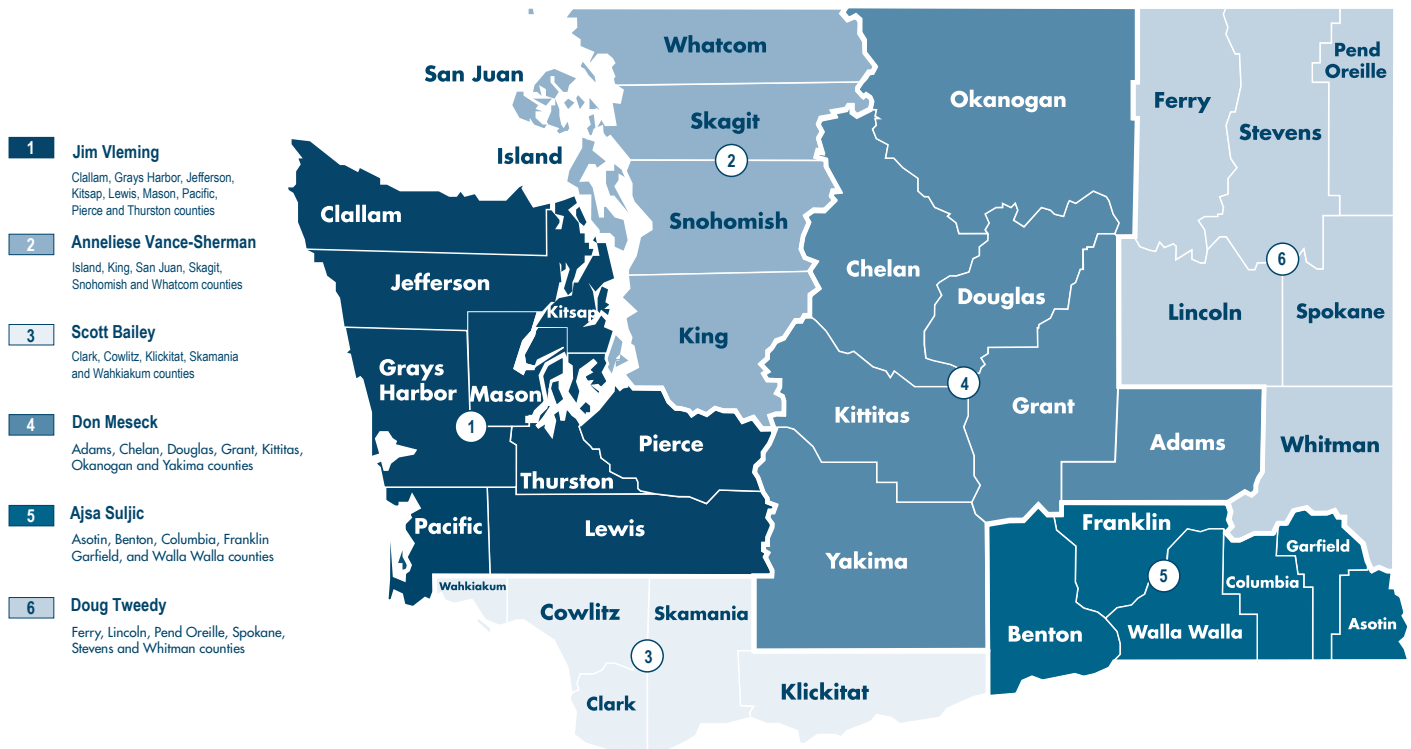 1
Jim Vleming
Clallam, Grays Harbor, Jefferson,
Kitsap, Lewis, Mason, Pacific,
Pierce and Thurston counties
2
Anneliese Vance-Sherman
Island, King, San Juan, Skagit,
Snohomish and Whatcom counties
3
Scott Bailey
Clark, Cowlitz, Klickitat, Skamania
and Wahkiakum counties
4
Don Meseck
Adams, Chelan, Douglas, Grant, Kittitas,
Okanogan and Yakima counties
5
Ajsa Suljic
Asotin, Benton, Columbia, Franklin
Garfield, and Walla Walla counties
6
Doug Tweedy
Ferry, Lincoln, Pend Oreille, Spokane,
Stevens and Whitman counties
Whatcom
San Juan
Skagit
Island
2
Snohomish
King
Clallam
Jefferson
Kitsap
Grays
Harbor
Mason
1
Pierce
Thurston
Pacific
Lewis
Wahkiakum
Cowlitz
Skamania
3
Clark
Klickitat
Okanogan
Chelan
Douglas
4
Kittitas
Grant
Adams
Yakima
Ferry
Stevens
Pend
Oreille
6
Lincoln
Spokane
Whitman
Franklin
5
Benton
Walla Walla
Columbia
Garfield
Asotin